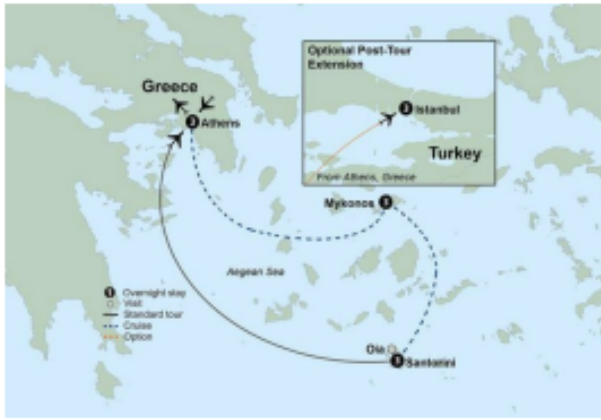 Optional Post-Tour
Extension
Greece
Athens
Istanbul
Turkey
From Athens, Greece
Mykonos
Aegean Sea
Overnight stay
Visit
Standard tour
Cruise
Option
Oia
Santorini